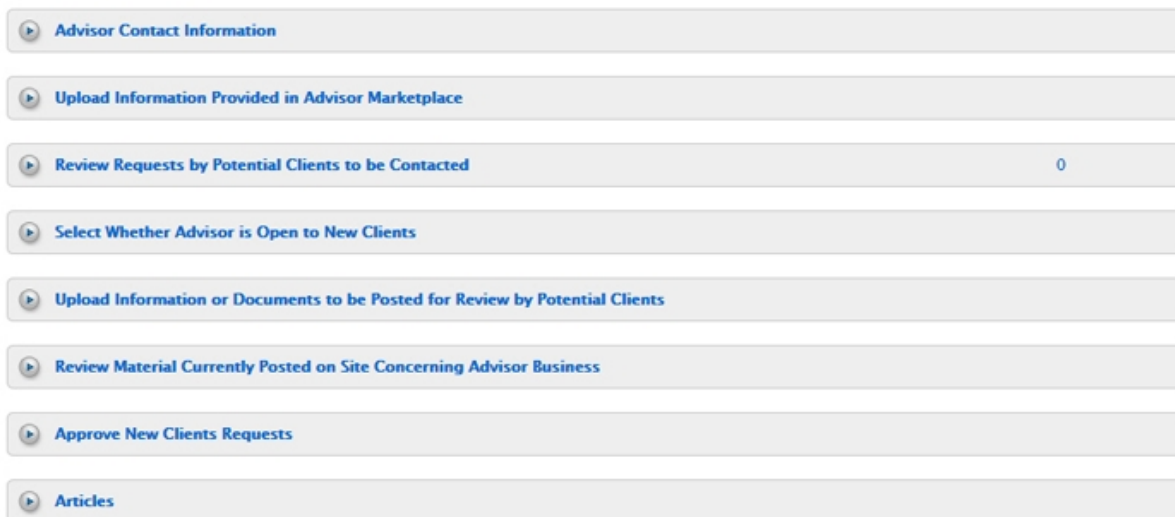 Advisor Contact Information
Upload Information Provided in Advisor Marketplace
Review Requests by Potential Clients to be Contacted 0
Select Whether Advisor is Open to New Clients
Upload Information or Documents to be Posted for Review by Potential Clients
Review Material Currently Posted on Site Concerning Advisor Business
Approve New Clients Requests
Articles